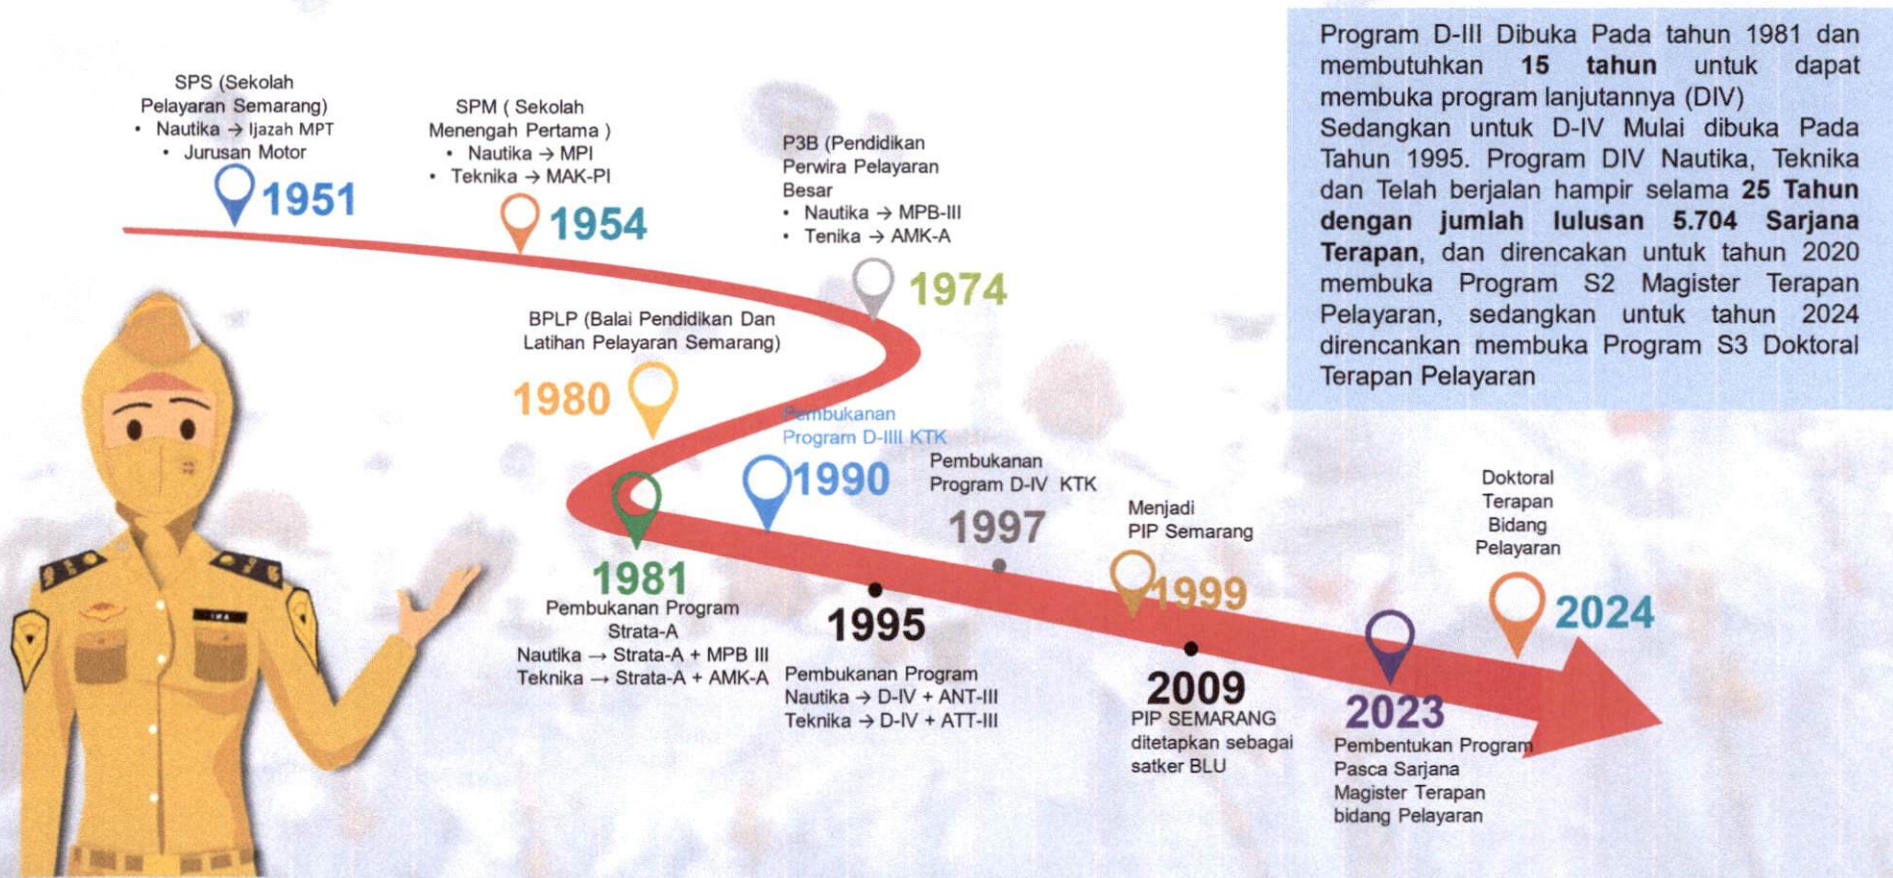 SPS (Sekolah
Pelayaran Semarang)
• Nautika → Ijazah MPT
• Jurusan Motor
1951
SPM ( Sekolah
Menengah Pertama )
• Nautika → MPI
• Teknika → MAK-PI
1954
P3B (Pendidikan
Perwira Pelayaran
Besar
• Nautika → MPB-III
• Tenika → AMK-A
1974
BPLP (Balai Pendidikan Dan
Latihan Pelayaran Semarang)
1980
1981
Pembukanan Program
Strata-A
Nautika → Strata-A + MPB III
Teknika → Strata-A + AMK-A
Pembukanan
Program D-IIII KTK
1990
1995
Pembukanan Program
Nautika → D-IV + ANT-III
Teknika → D-IV + ATT-III
Pembukanan
Program D-IV KTK
1997
Menjadi
PIP Semarang
1999
2009
PIP SEMARANG
ditetapkan sebagai
satker BLU
2023
Pembentukan Program
Pasca Sarjana
Magister Terapan
bidang Pelayaran
Doktoral
Terapan
Bidang
Pelayaran
2024
Program D-III Dibuka Pada tahun 1981 dan
membutuhkan 15 tahun untuk dapat
membuka program lanjutannya (DIV)
Sedangkan untuk D-IV Mulai dibuka Pada
Tahun 1995. Program DIV Nautika, Teknika
dan Telah berjalan hampir selama 25 Tahun
dengan jumlah lulusan 5.704 Sarjana
Terapan, dan direncakan untuk tahun 2020
membuka Program S2 Magister Terapan
Pelayaran, sedangkan untuk tahun 2024
direncankan membuka Program S3 Doktoral
Terapan Pelayaran